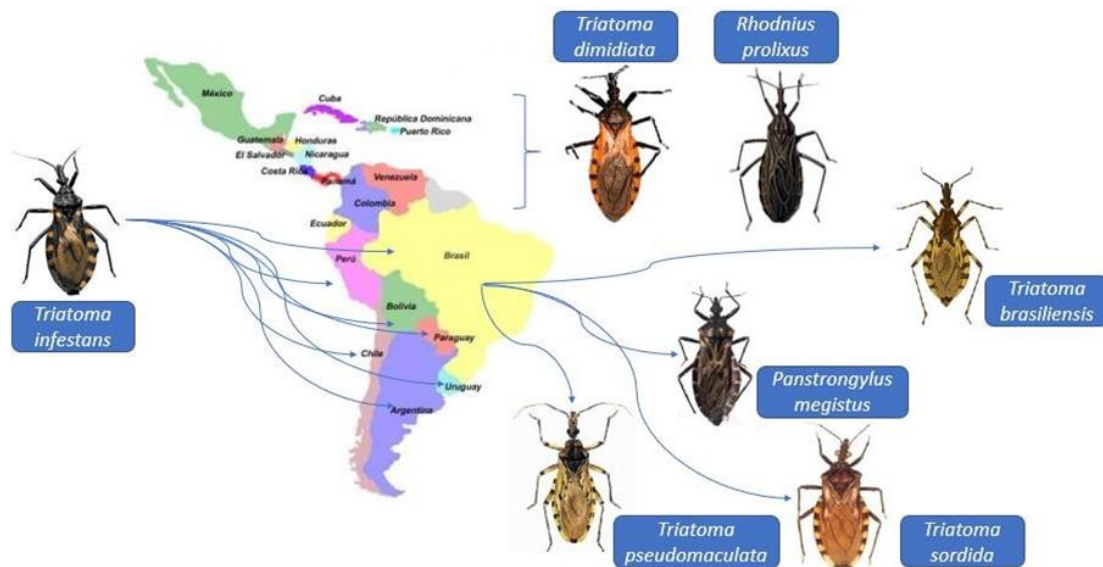 Triatoma
dimidiata
Rhodnius
prolixus
México
Cuba
República Dominicana
Puerto Rico
Guatemala
Honduras
El Salvador
Nicaragua
Costa Rica
Panamá
Venezuela
Colombia
Ecuador
Perú
Brasil
Bolivia
Paraguay
Chile
Uruguay
Argentina
Triatoma
infestans
Triatoma
brasiliensis
Panstrongylus
megistus
Triatoma
pseudomaculata
Triatoma
sordida